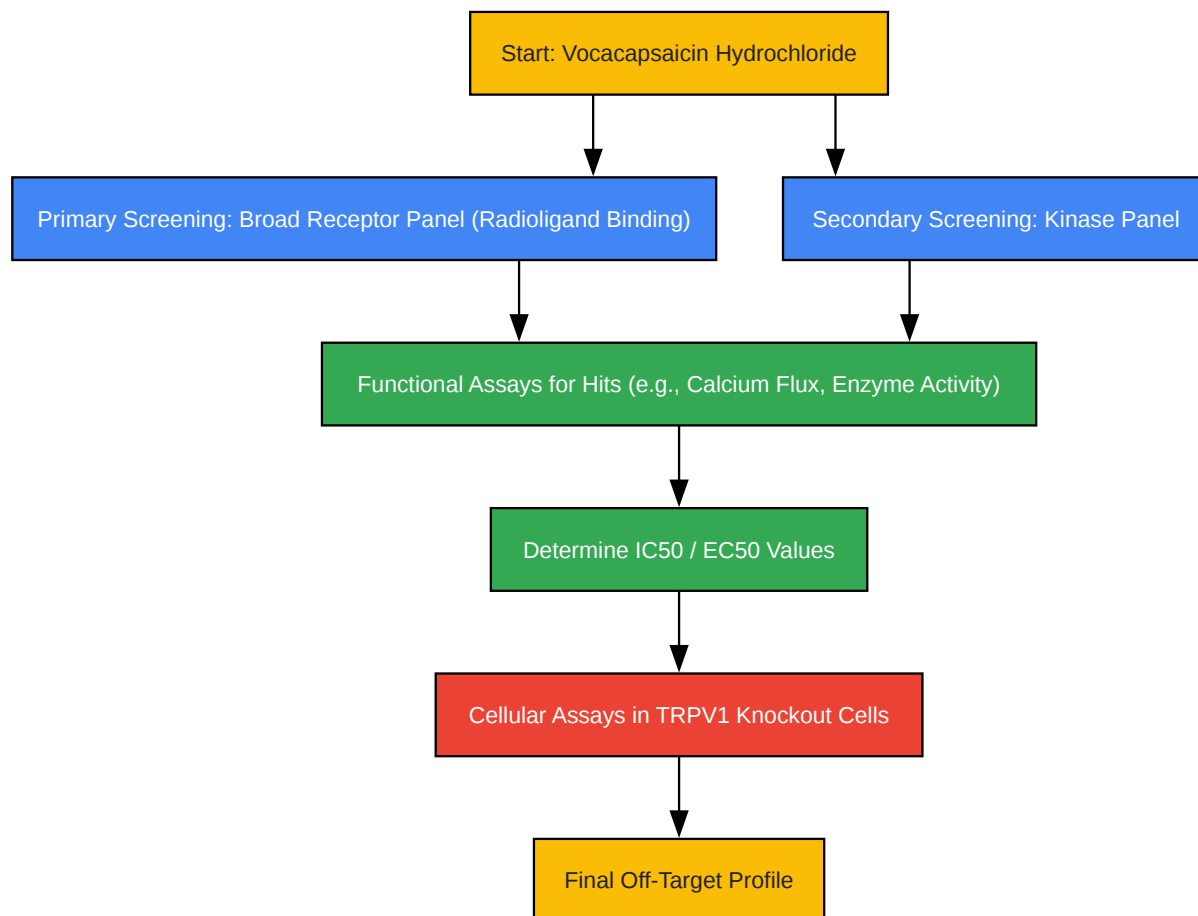 Start: Vocacapsaicin Hydrochloride
Primary Screening: Broad Receptor Panel (Radioligand Binding)
Secondary Screening: Kinase Panel
Functional Assays for Hits (e.g., Calcium Flux, Enzyme Activity)
Determine IC50 / EC50 Values
Cellular Assays in TRPV1 Knockout Cells
Final Off-Target Profile